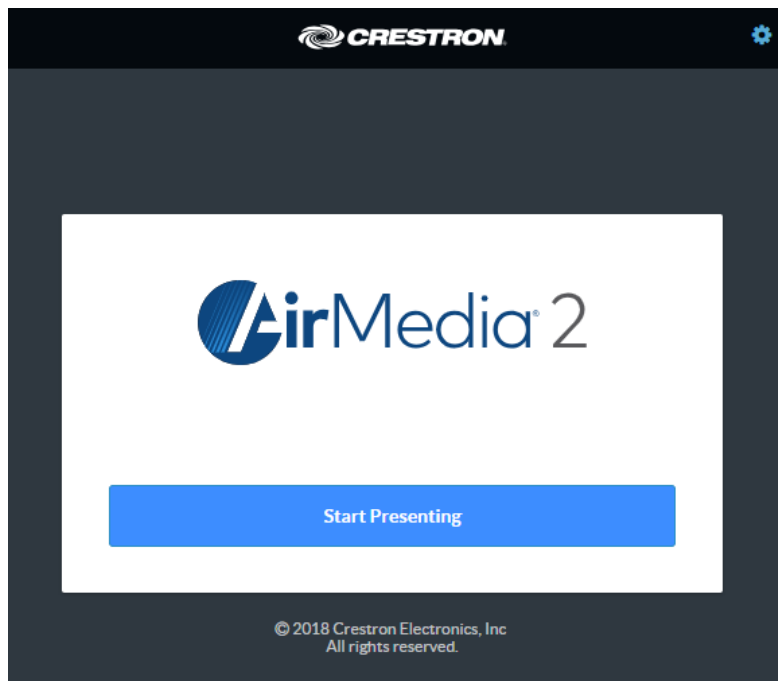 CRESTRON.
AirMedia® 2
Start Presenting
© 2018 Crestron Electronics, Inc
All rights reserved.